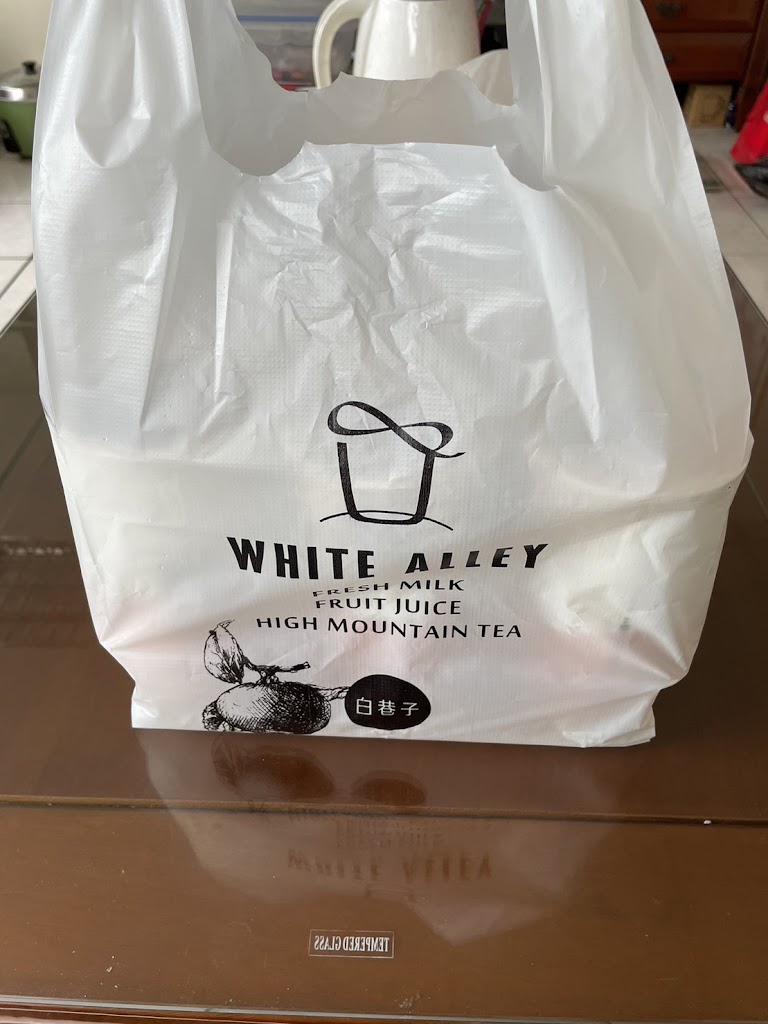 WHITE ALLEY
FRESH MILK
FRUIT JUICE
HIGH MOUNTAIN TEA
白巷子
TEMPERED GLASS